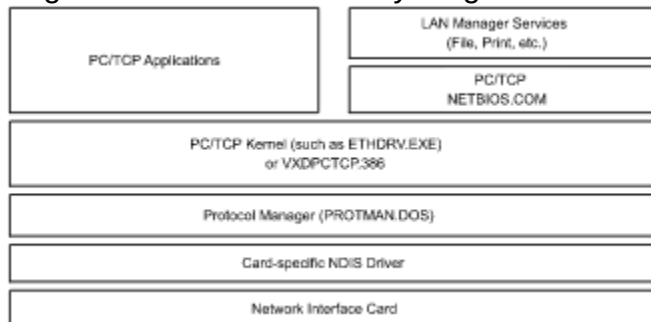 PC/TCP Applications
LAN Manager Services
(File, Print, etc.)
PC/TCP
NETBIOS.COM
PC/TCP Kernel (such as ETHDRV.EXE)
or VXDPCTCP.386
Protocol Manager (PROTMAN.DOS)
Card-specific NDIS Driver
Network Interface Card